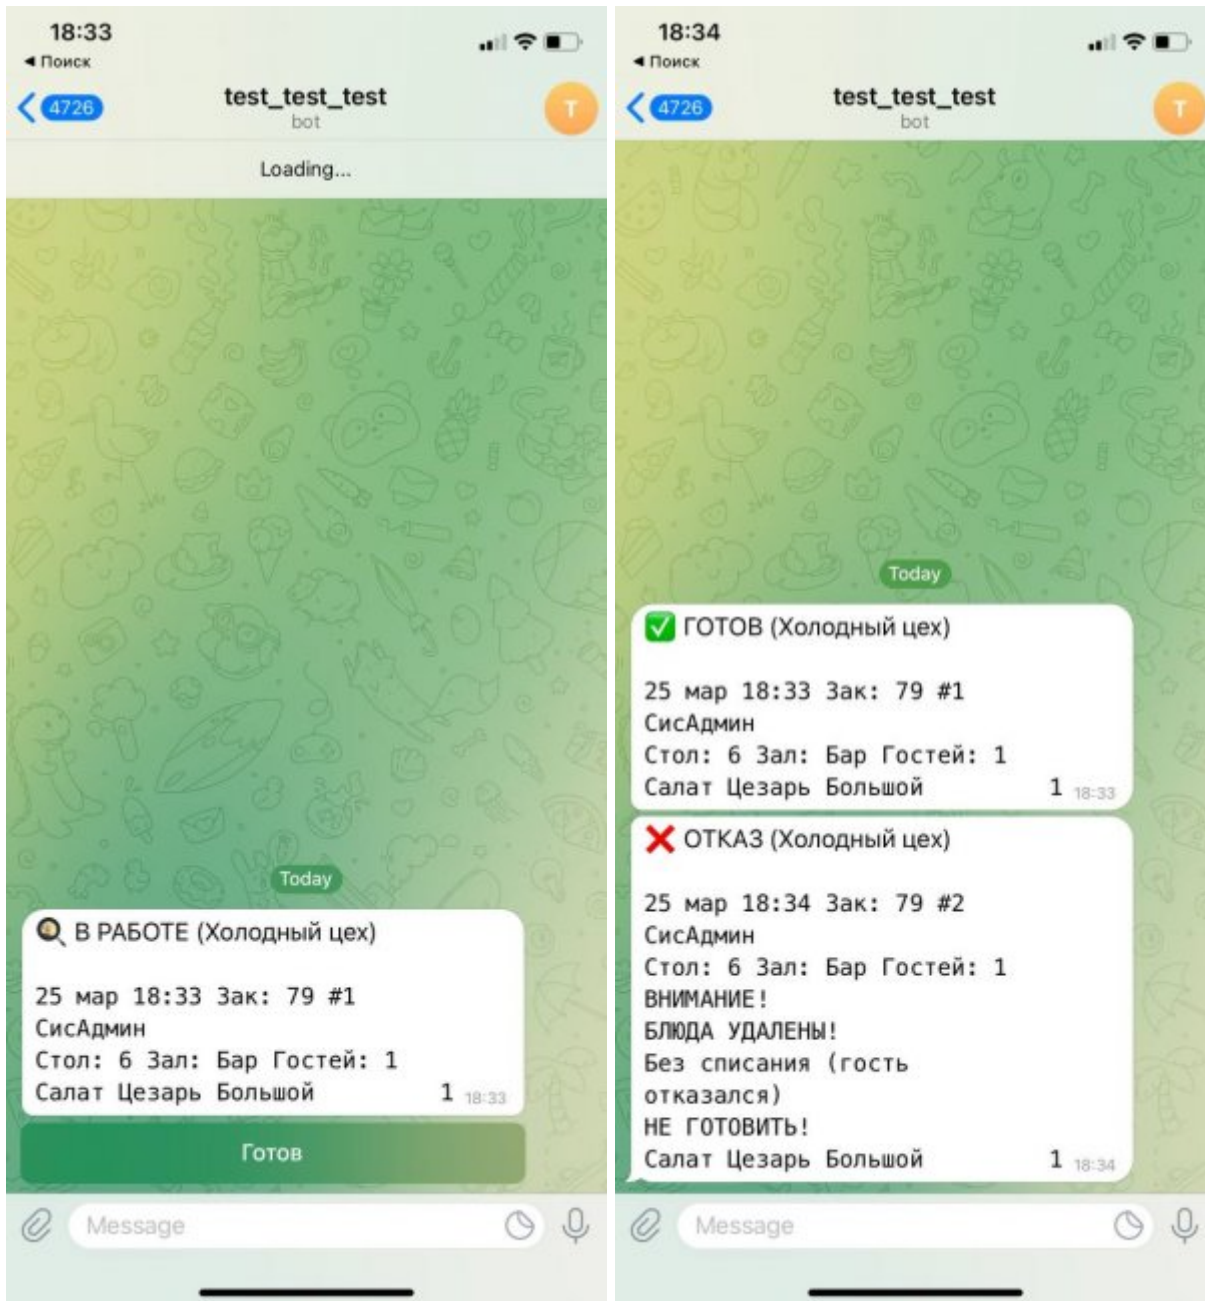 18:33
Поиск
4726
test_test_test
bot
T
Loading...
Today
В РАБОТЕ (Холодный цех)
25 мар 18:33 Зак: 79 #1
СисАдмин
Стол: 6 Зал: Бар Гостей: 1
Салат Цезарь Большой 1 18:33
Готов
Message
18:34
Поиск
4726
test_test_test
bot
T
Today
ГОТОВ (Холодный цех)
25 мар 18:33 Зак: 79 #1
СисАдмин
Стол: 6 Зал: Бар Гостей: 1
Салат Цезарь Большой 1 18:33
ОТКАЗ (Холодный цех)
25 мар 18:34 Зак: 79 #2
СисАдмин
Стол: 6 Зал: Бар Гостей: 1
ВНИМАНИЕ!
БЛЮДА УДАЛЕНЫ!
Без списания (гость
отказался)
НЕ ГОТОВИТЬ!
Салат Цезарь Большой 1 18:34
Message